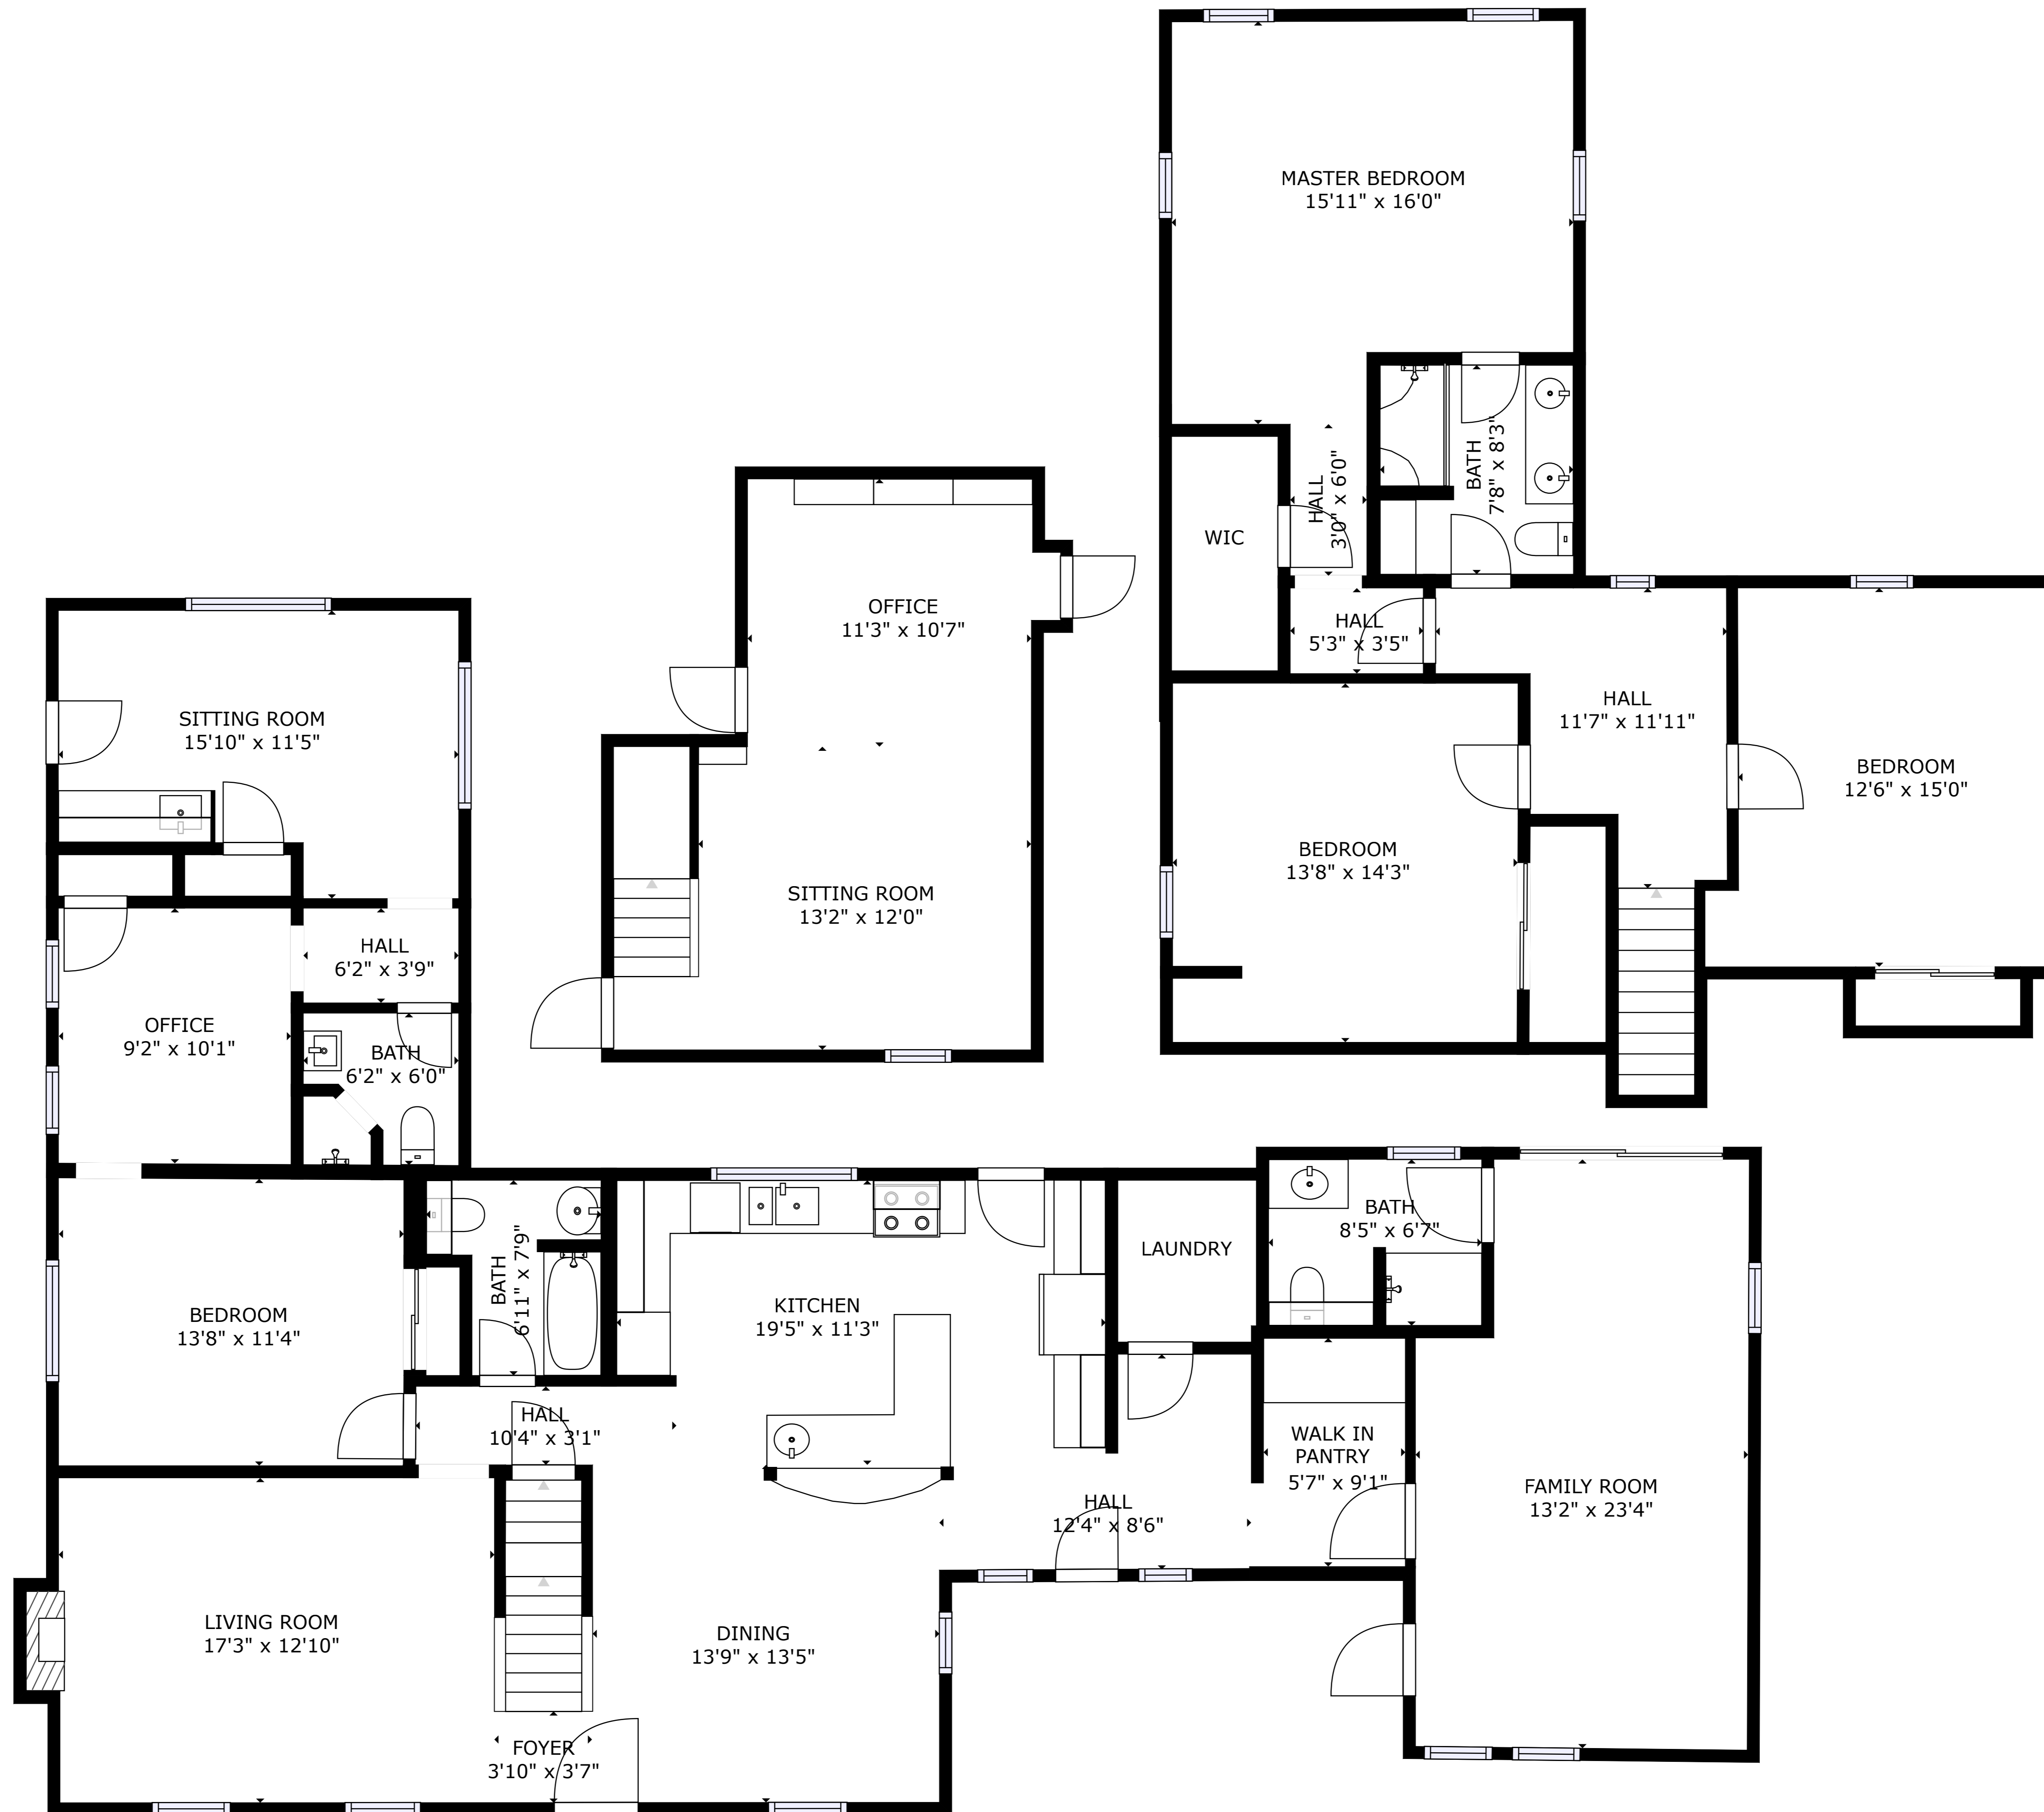 MASTER BEDROOM
15'11" x 16'0"
BATH
7'8" x 8'3"
HALL
3'0" x 6'0"
WIC
HALL
5'3" x 3'5"
HALL
11'7" x 11'11"
BEDROOM
12'6" x 15'0"
BEDROOM
13'8" x 14'3"
OFFICE
11'3" x 10'7"
SITTING ROOM
13'2" x 12'0"
SITTING ROOM
15'10" x 11'5"
HALL
6'2" x 3'9"
OFFICE
9'2" x 10'1"
BATH
6'2" x 6'0"
BEDROOM
13'8" x 11'4"
BATH
6'11" x 7'9"
KITCHEN
19'5" x 11'3"
LAUNDRY
BATH
8'5" x 6'7"
HALL
10'4" x 3'1"
WALK IN
PANTRY
5'7" x 9'1"
FAMILY ROOM
13'2" x 23'4"
HALL
12'4" x 8'6"
LIVING ROOM
17'3" x 12'10"
DINING
13'9" x 13'5"
FOYER
3'10" x 3'7"